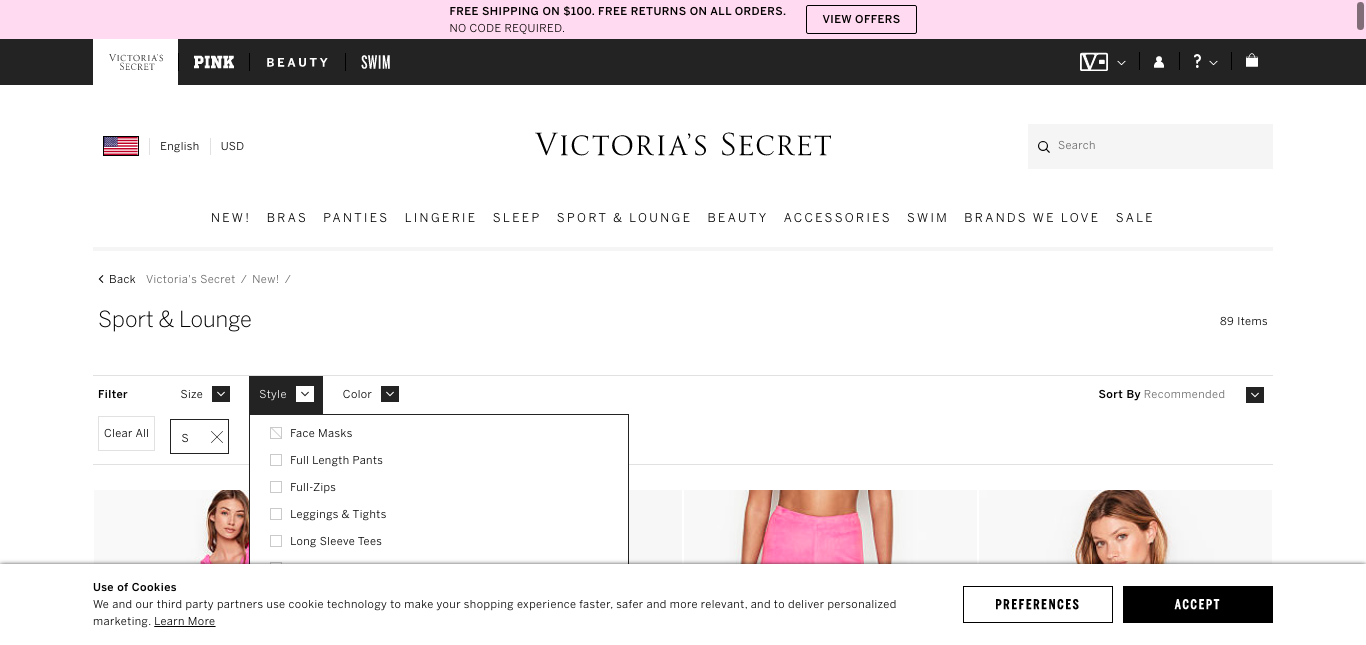 FREE SHIPPING ON $100. FREE RETURNS ON ALL ORDERS.
NO CODE REQUIRED.
VIEW OFFERS
VICTORIA'S
SECRET
PINK
BEAUTY
SWIM
?
English
USD
VICTORIA'S SECRET
Search
NEW! BRAS PANTIES LINGERIE SLEEP SPORT & LOUNGE BEAUTY ACCESSORIES SWIM BRANDS WE LOVE SALE
Back Victoria's Secret / New! /
Sport & Lounge
89 Items
Filter Size Style Color
Sort By Recommended
Clear All
S
Face Masks
Full Length Pants
Full-Zips
Leggings & Tights
Long Sleeve Tees
Use of Cookies
We and our third party partners use cookie technology to make your shopping experience faster, safer and more relevant, and to deliver personalized
marketing. Learn More
PREFERENCES
ACCEPT